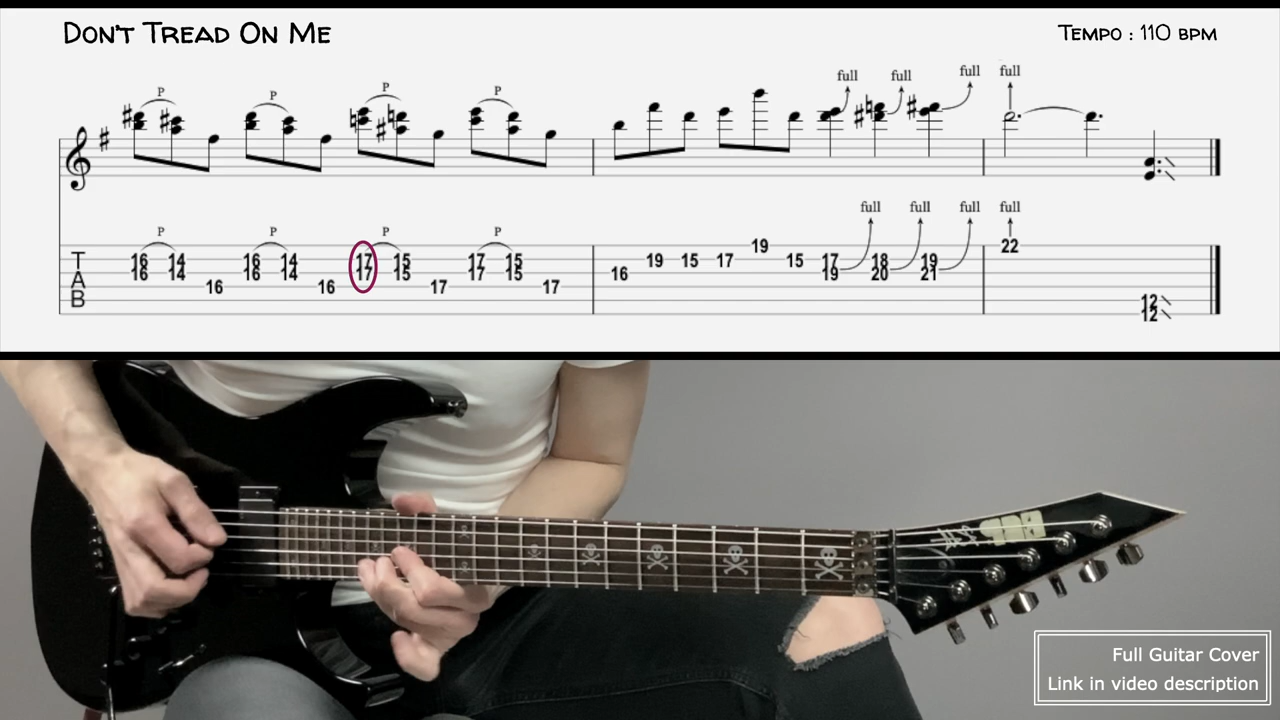 Don't Tread On Me
Tempo : 110 bpm
P P P P full full full full
P P P P full full full full
T A B
16 14 16 14 17 15 17 15 19 15 17 19 15 17 18 19 22
16 14 16 16 14 16 17 15 17 17 15 17 16 19 20 21 12
12
Full Guitar Cover
Link in video description